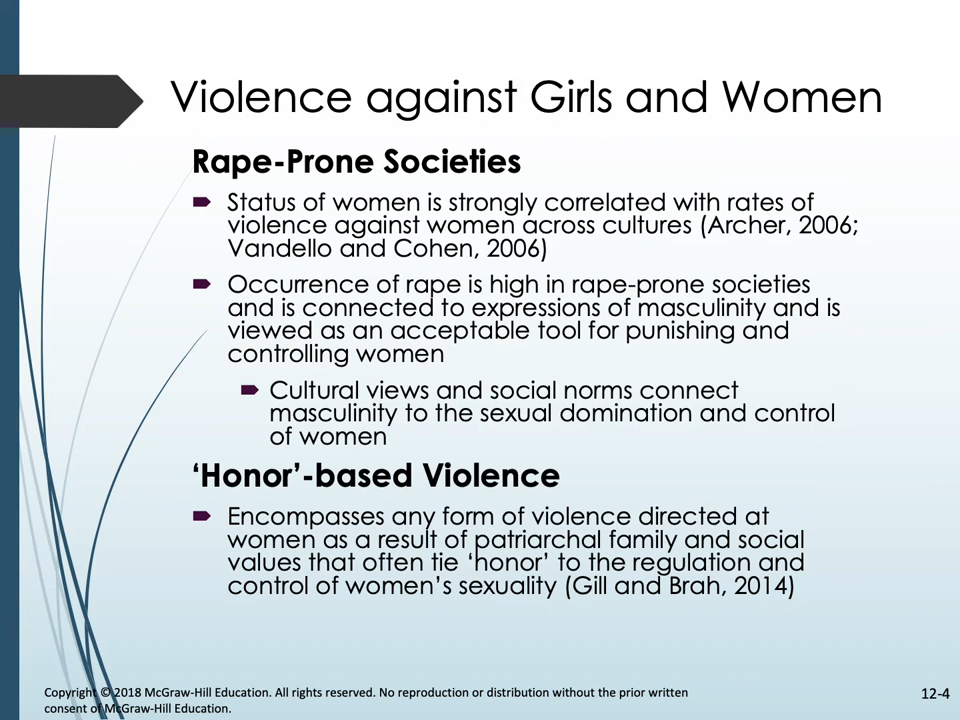 Violence against Girls and Women
Rape-Prone Societies
Status of women is strongly correlated with rates of
violence against women across cultures (Archer, 2006;
Vandello and Cohen, 2006)
Occurrence of rape is high in rape-prone societies
and is connected to expressions of masculinity and is
viewed as an acceptable tool for punishing and
controlling women
Cultural views and social norms connect
masculinity to the sexual domination and control
of women
‘Honor’-based Violence
Encompasses any form of violence directed at
women as a result of patriarchal family and social
values that often tie ‘honor’ to the regulation and
control of women’s sexuality (Gill and Brah, 2014)
Copyright © 2018 McGraw-Hill Education. All rights reserved. No reproduction or distribution without the prior written
consent of McGraw-Hill Education.
12-4